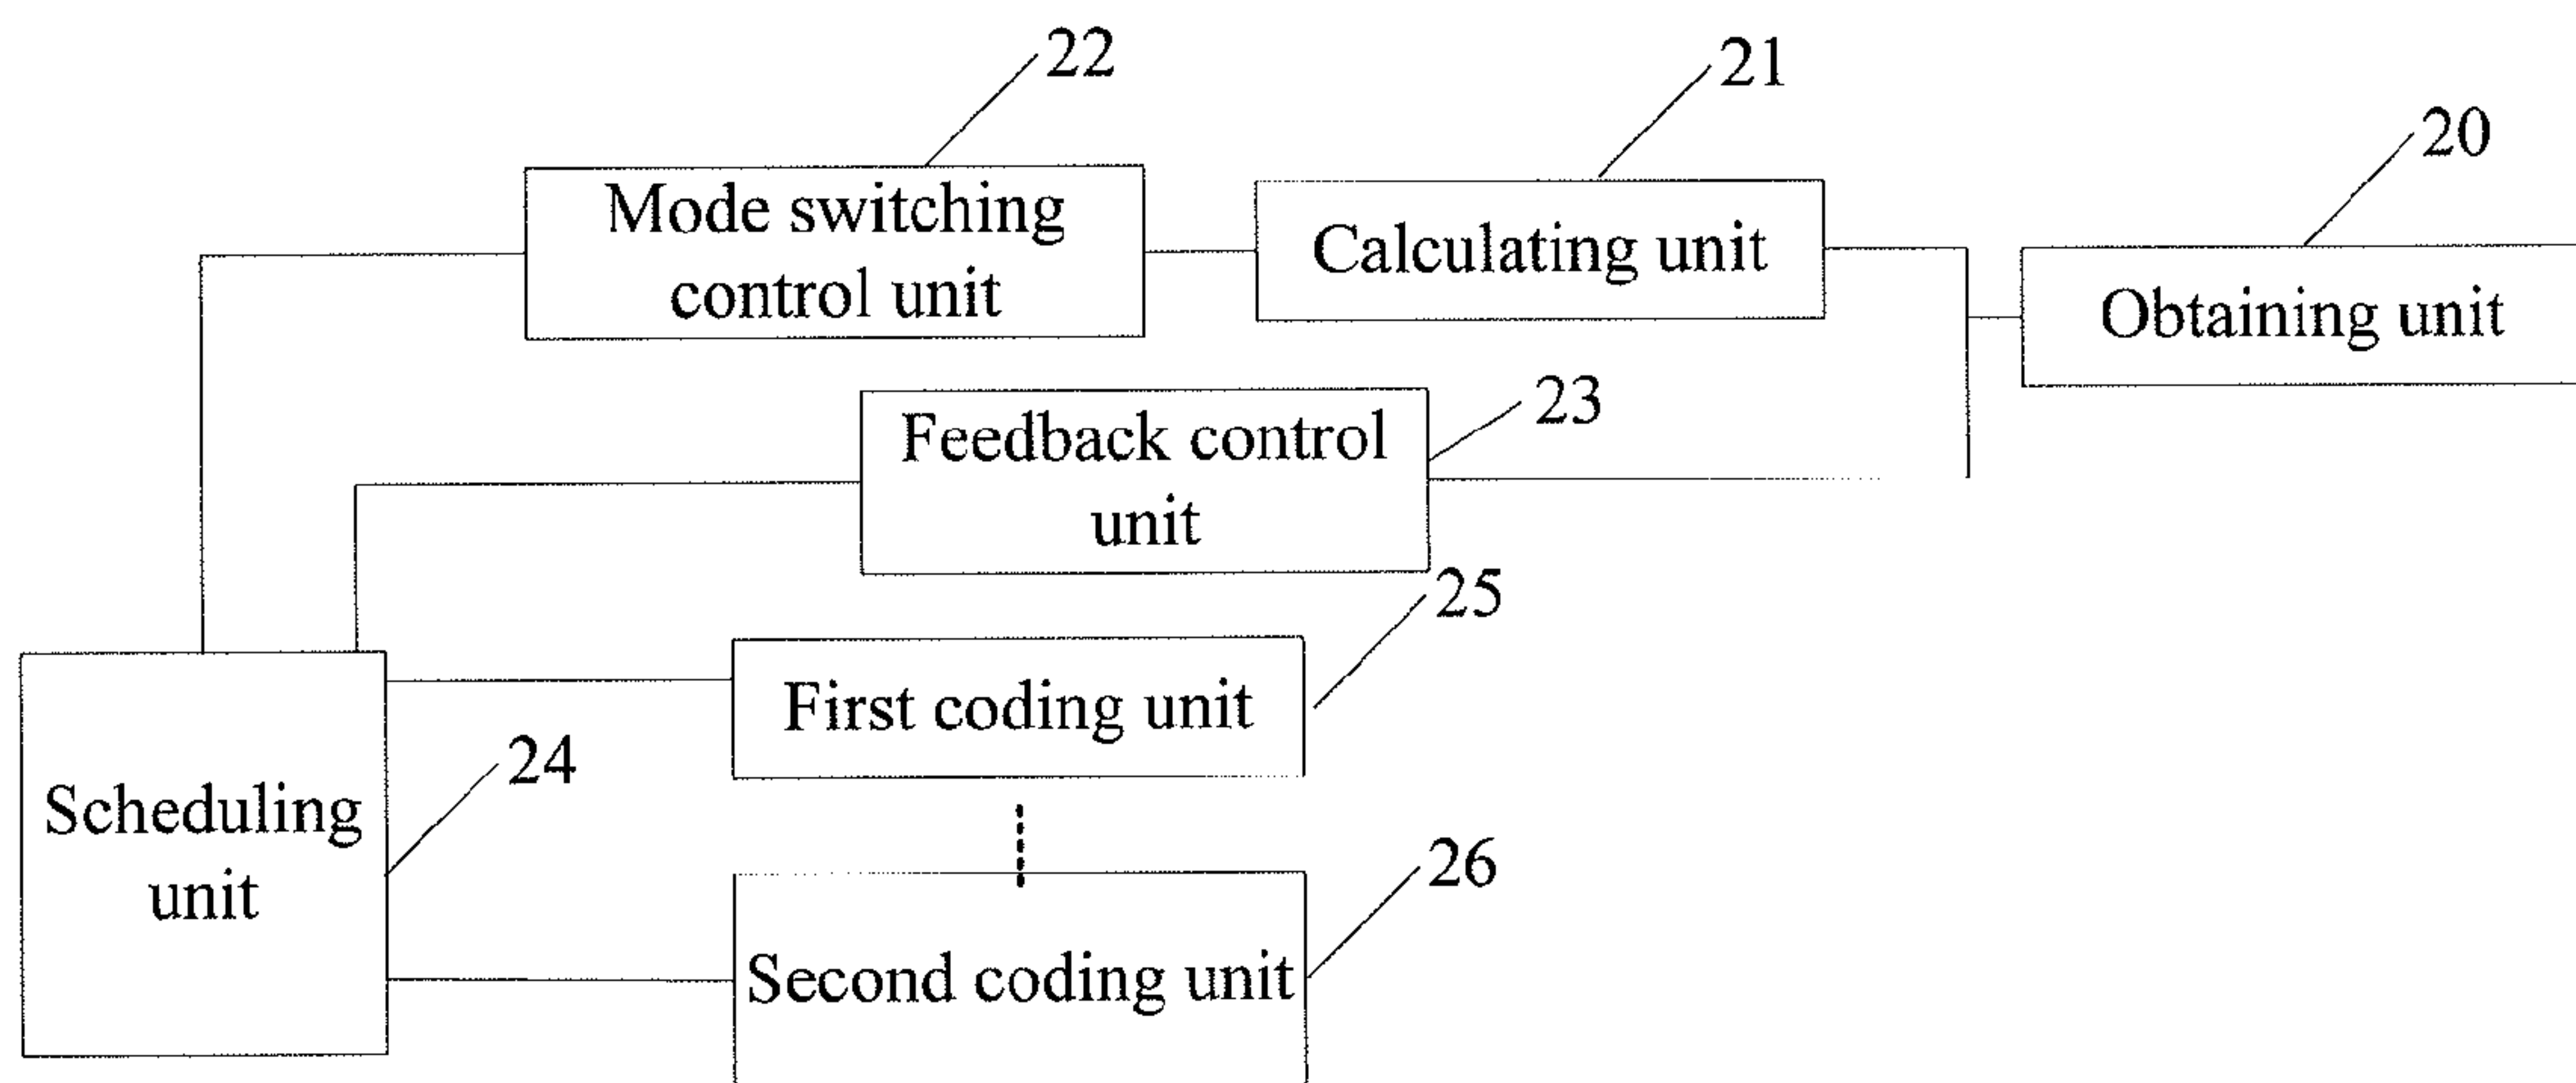 22
21
20
Mode switching
control unit
Calculating unit
Obtaining unit
23
Feedback control
unit
25
First coding unit
24
Scheduling
unit
26
Second coding unit